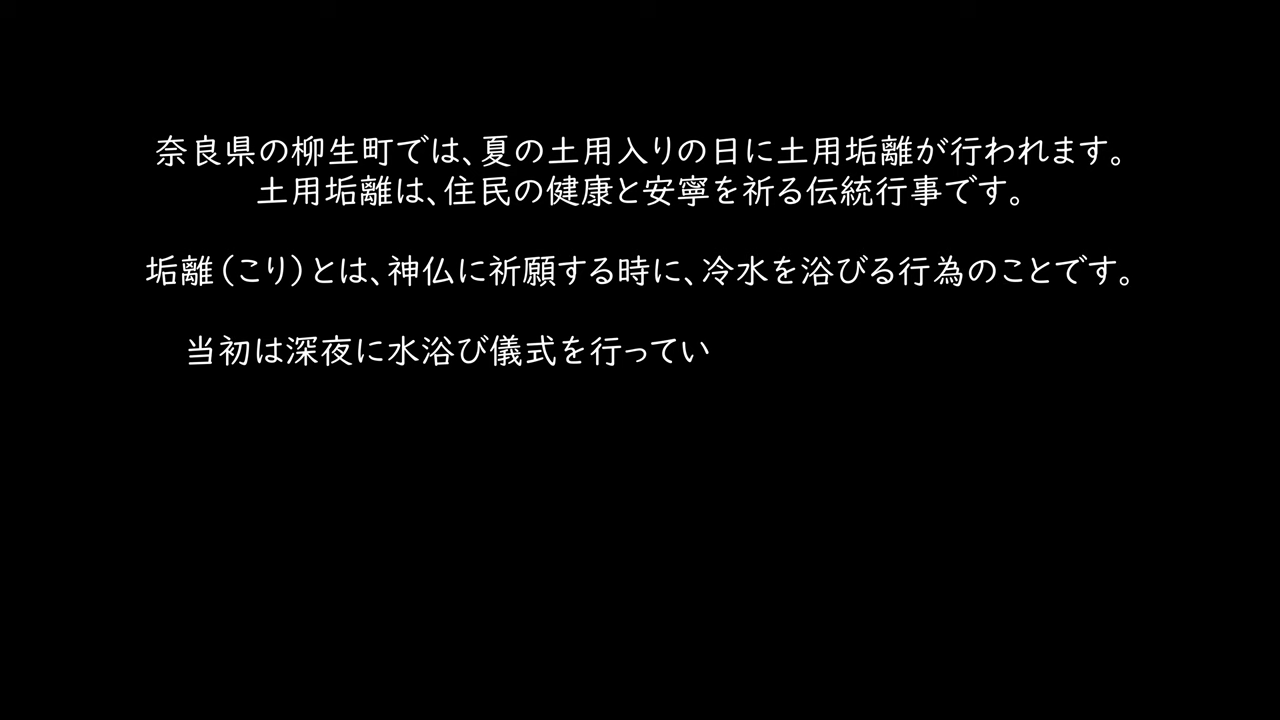 奈良県の柳生町では、夏の土用入りの日に土用垢離が行われます。
土用垢離は、住民の健康と安寧を祈る伝統行事です。
垢離（こり）とは、神仏に祈願する時に、冷水を浴びる行為のことです。
当初は深夜に水浴び儀式を行ってい